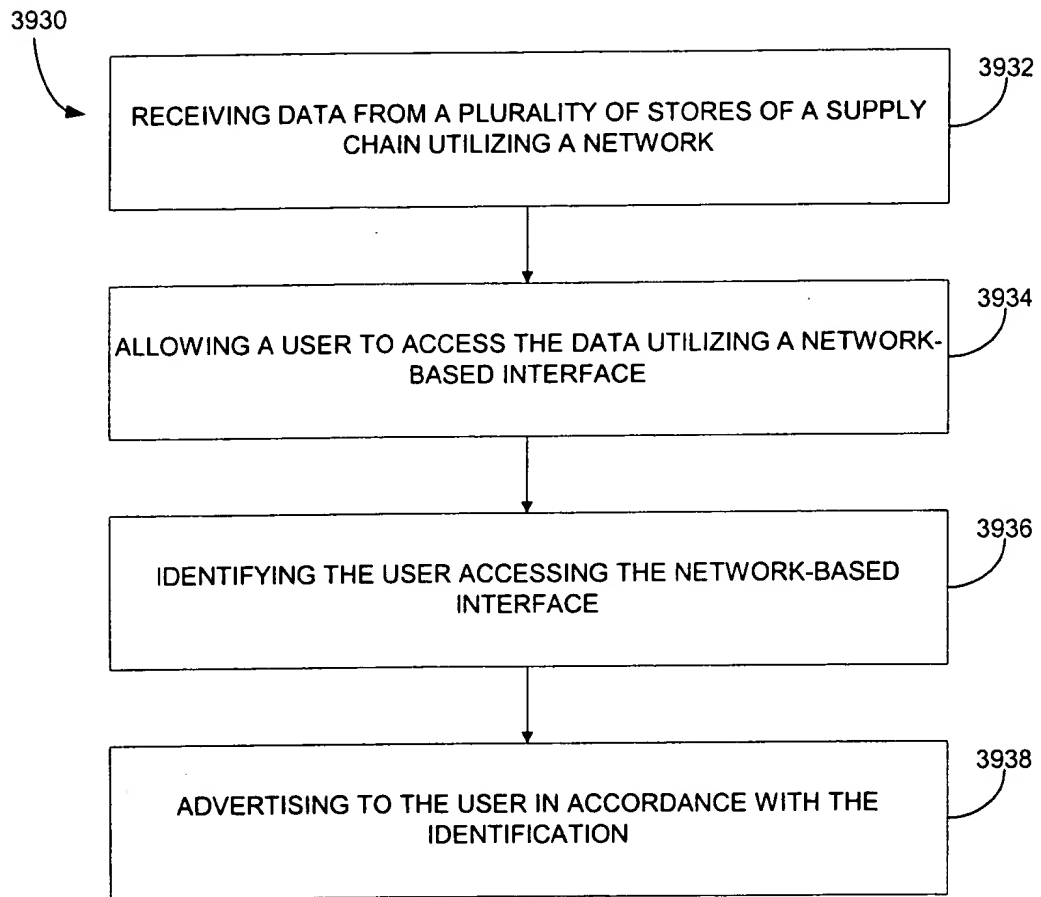 3930
3932
RECEIVING DATA FROM A PLURALITY OF STORES OF A SUPPLY
CHAIN UTILIZING A NETWORK
3934
ALLOWING A USER TO ACCESS THE DATA UTILIZING A NETWORK-
BASED INTERFACE
3936
IDENTIFYING THE USER ACCESSING THE NETWORK-BASED
INTERFACE
3938
ADVERTISING TO THE USER IN ACCORDANCE WITH THE
IDENTIFICATION